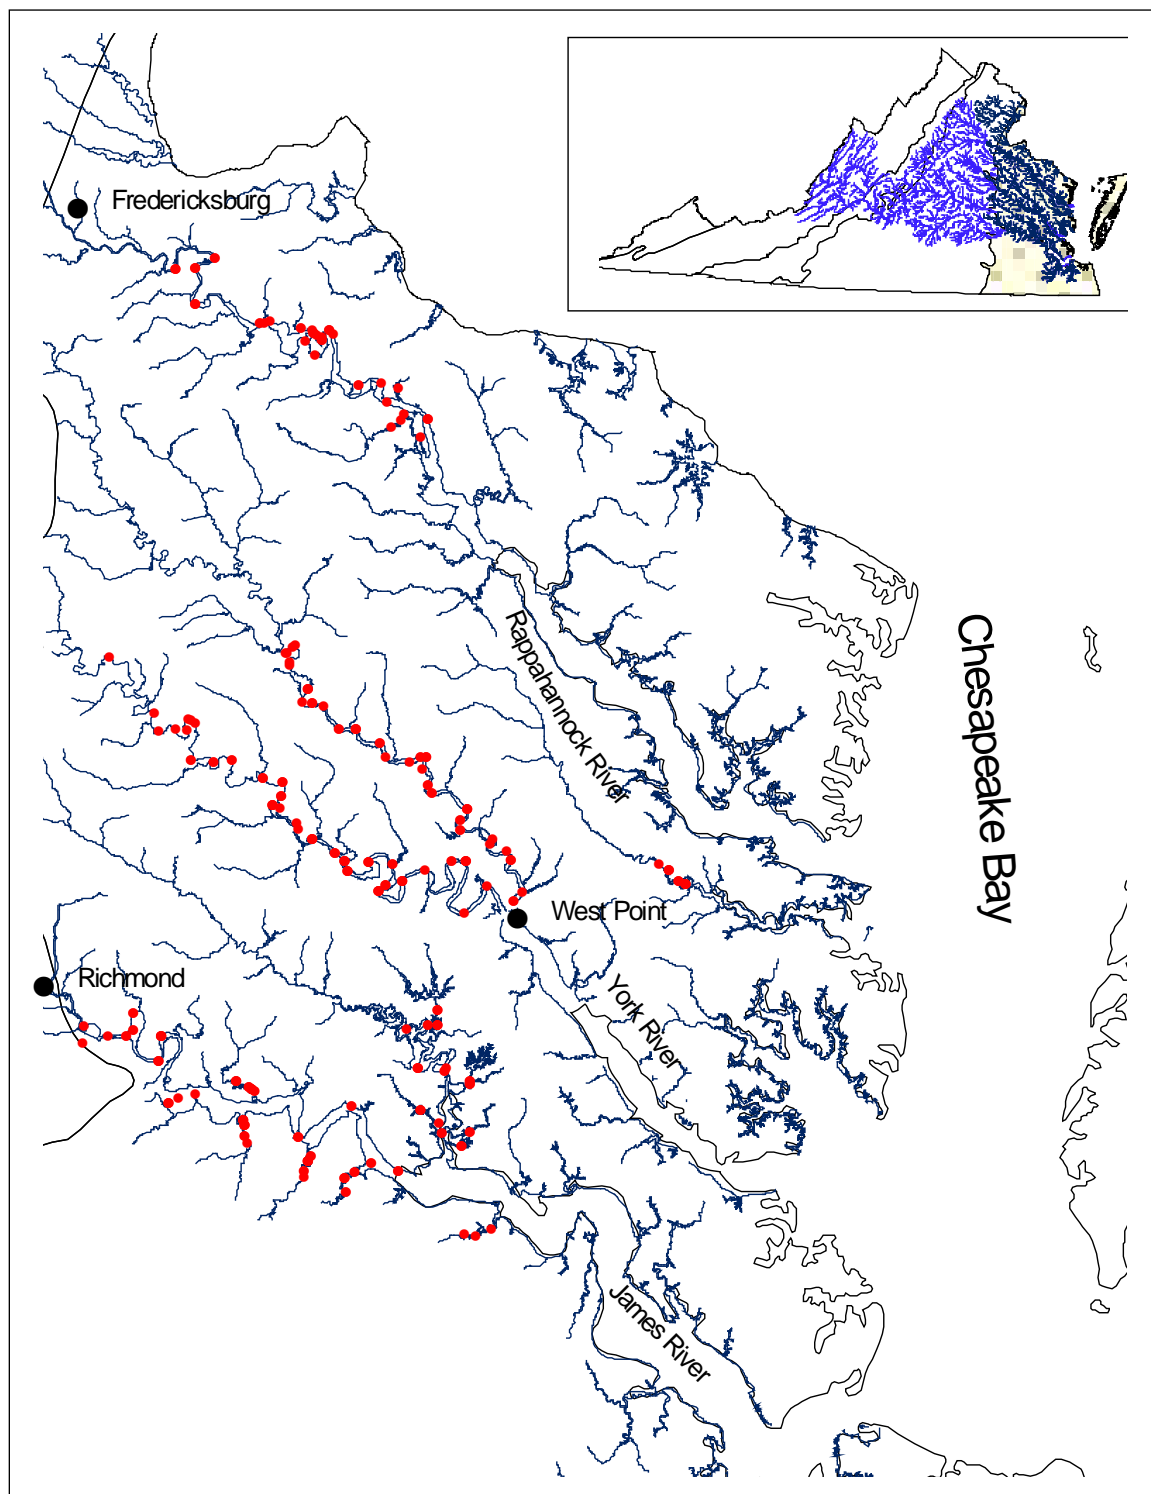 Fredericksburg
Rappahannock River
Chesapeake Bay
West Point
Richmond
York River
James River